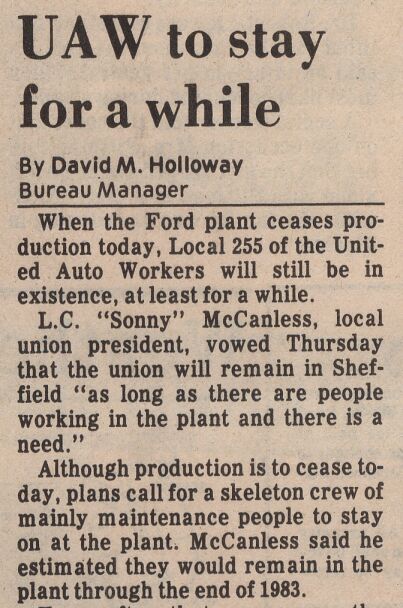 UAW to stay
for a while
By David M. Holloway
Bureau Manager
When the Ford plant ceases pro-
duction today, Local 255 of the Unit-
ed Auto Workers will still be in
existence, at least for a while.
L.C. "Sonny" McCanless, local
union president, vowed Thursday
that the union will remain in Shef-
field "as long as there are people
working in the plant and there is a
need."
Although production is to cease to-
day, plans call for a skeleton crew of
mainly maintenance people to stay
on at the plant. McCanless said he
estimated they would remain in the
plant through the end of 1983.